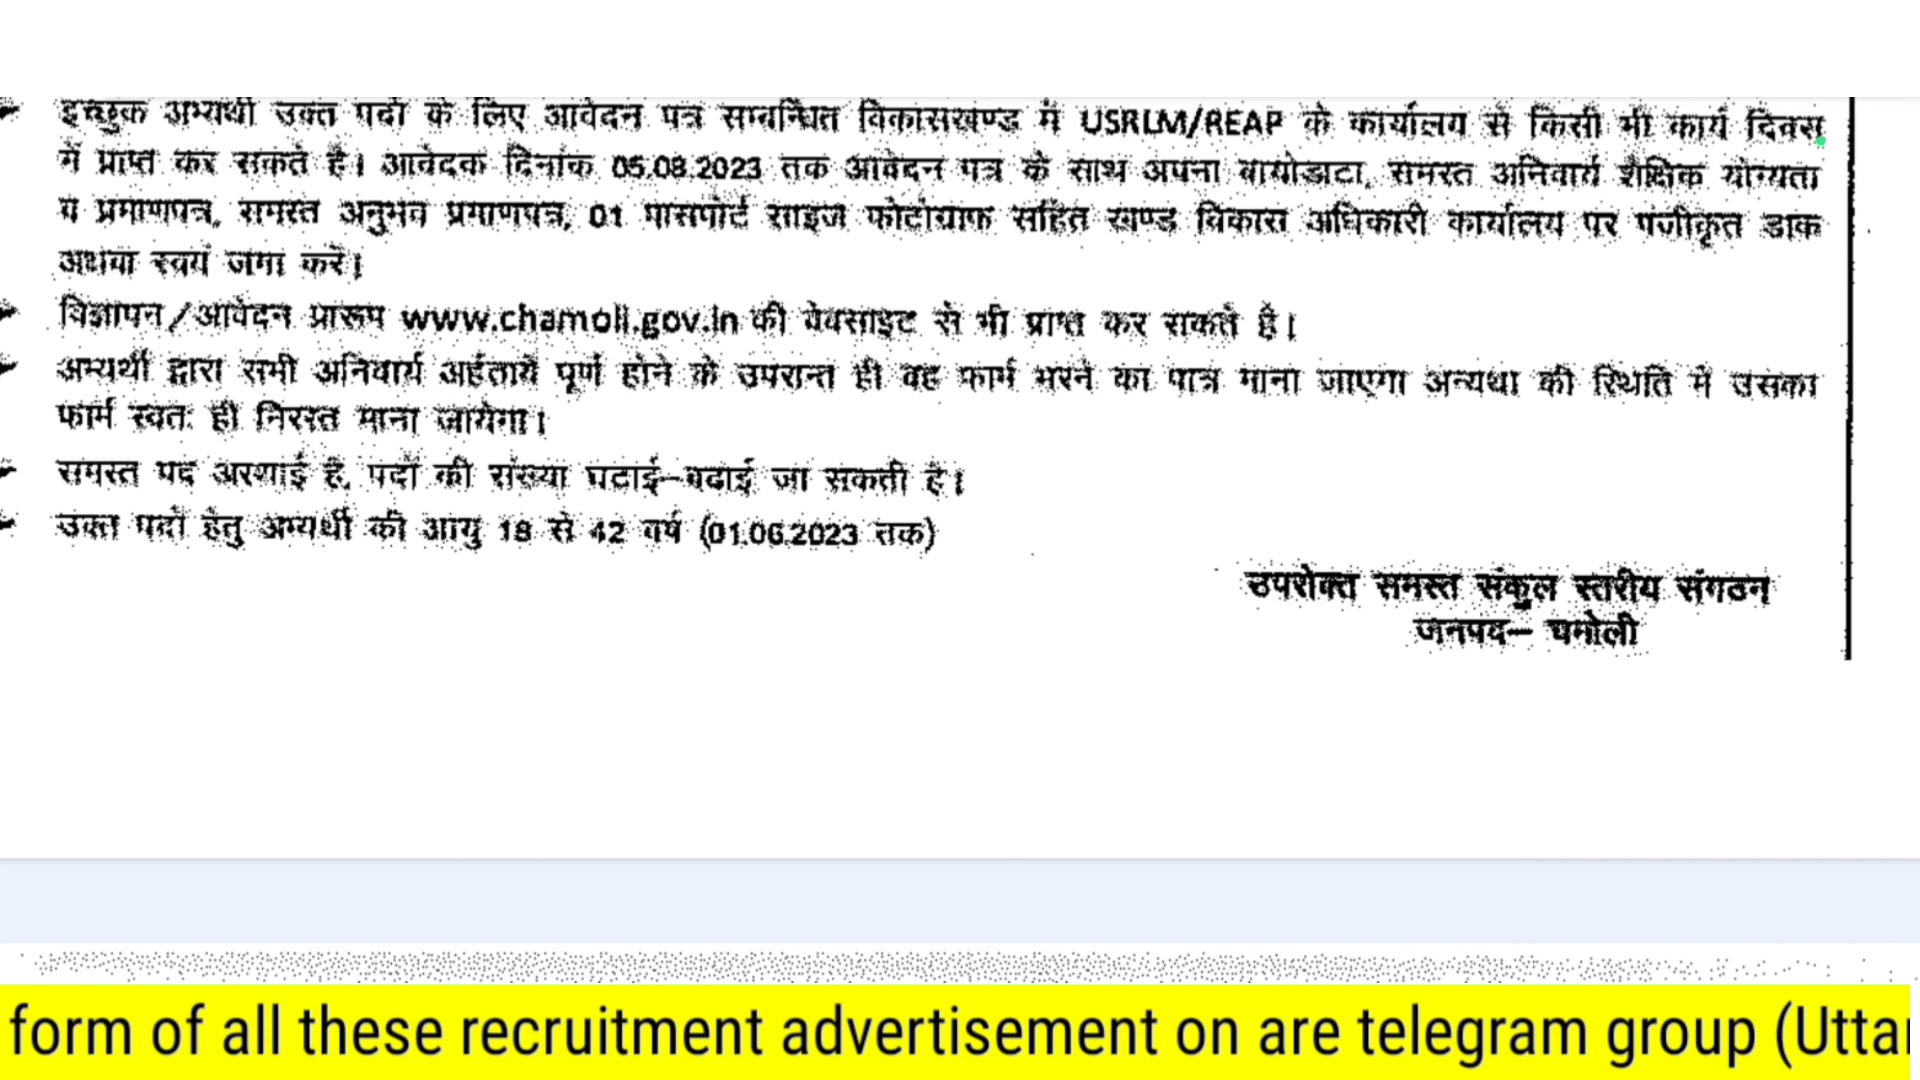 इच्छुक अभ्यर्थी उक्त पदों के लिए आवेदन पत्र सम्बन्धित विकासखण्ड में USRLM/REAP के कार्यालय से किसी भी कार्य दिवस
में प्राप्त कर सकते है। आवेदक दिनांक 05.08.2023 तक आवेदन पत्र के साथ अपना बायोडाटा, समस्त अनिवार्य शैक्षिक योग्यता
व प्रमाणपत्र, समस्त अनुभव प्रमाणपत्र, 01 पासपोर्ट साइज फोटोग्राफ सहित खण्ड विकास अधिकारी कार्यालय पर पंजीकृत डाक
अथवा स्वयं जमा करें।
विज्ञापन/आवेदन प्रारूप www.chamoli.gov.in की वेबसाइट से भी प्राप्त कर सकते है।
अभ्यर्थी द्वारा सभी अनिवार्य अर्हतायें पूर्ण होने के उपरान्त ही वह फार्म भरने का पात्र माना जाएगा अन्यथा की स्थिति में उसका
फार्म स्वतः ही निरस्त माना जायेगा।
समस्त पद अस्थाई है, पदों की संख्या घटाई-बढाई जा सकती है।
उक्त पदों हेतु अभ्यर्थी की आयु 18 से 42 वर्ष (01.06.2023 तक)
उपरोक्त समस्त संकुल स्तरीय संगठन
जनपद- चमोली
form of all these recruitment advertisement on are telegram group (Uttar